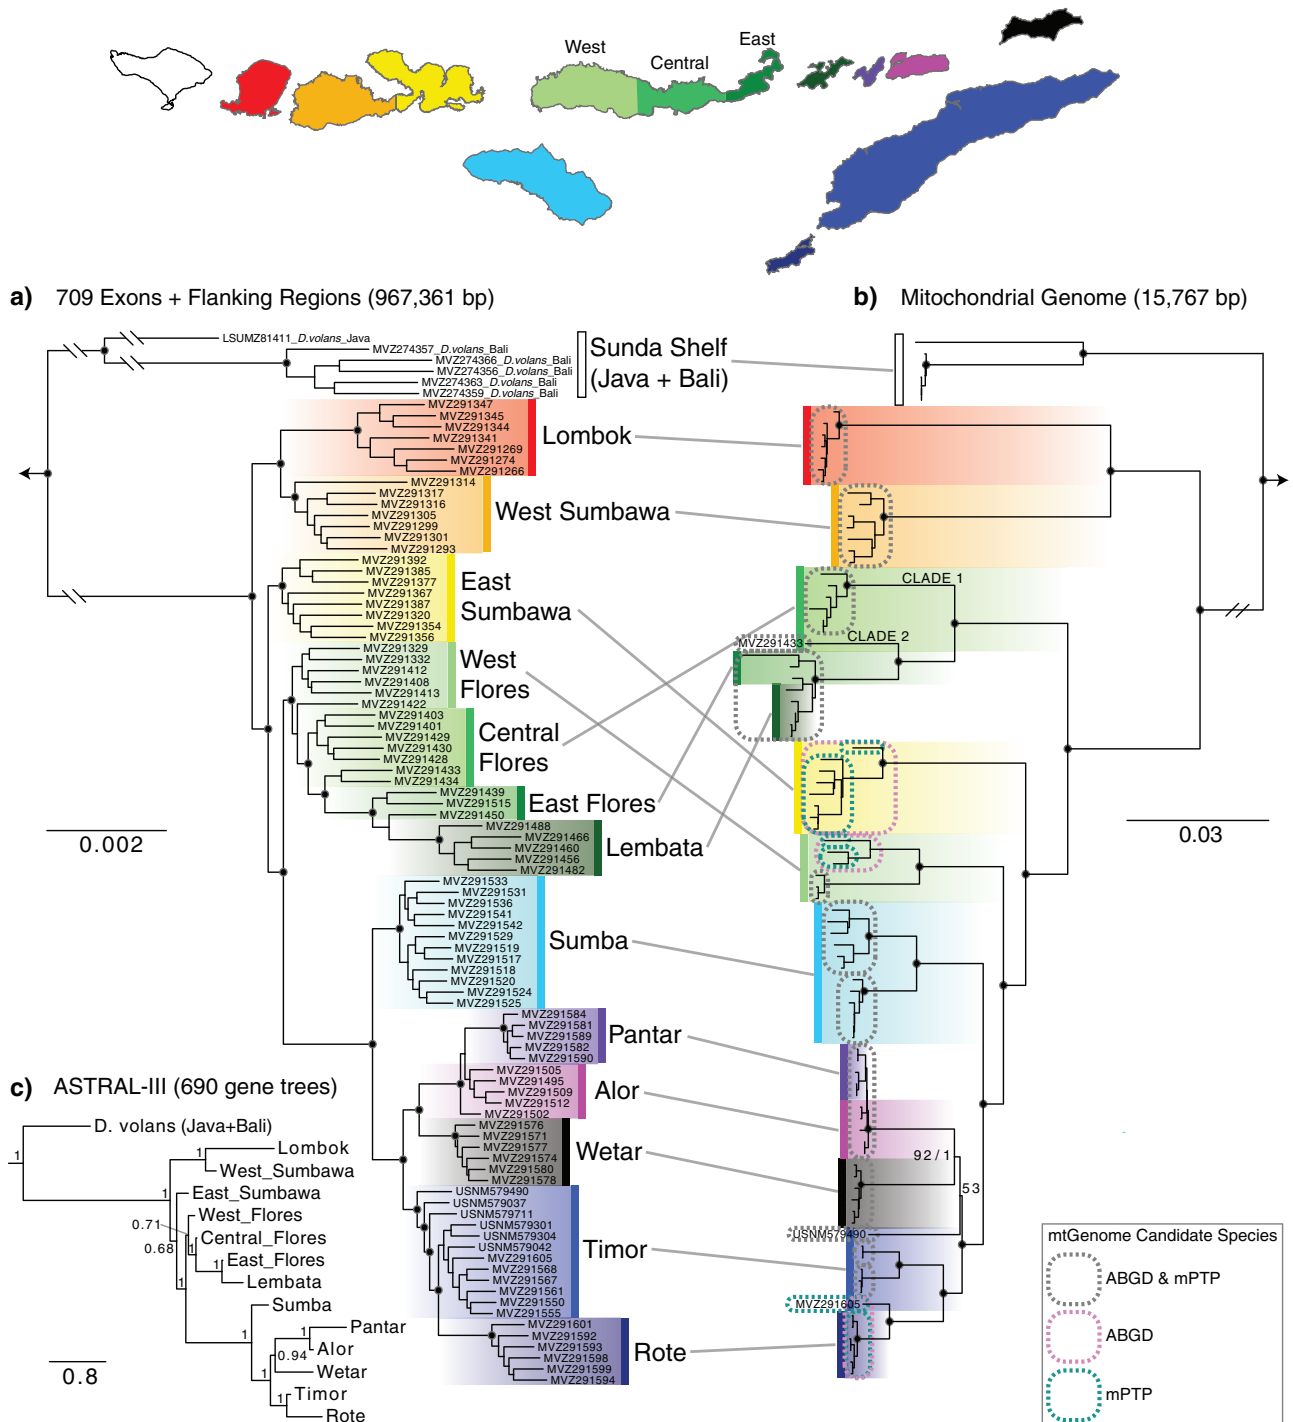 West
Central
East
a) 709 Exons + Flanking Regions (967,361 bp)
b) Mitochondrial Genome (15,767 bp)
LSUMZ81411_D.volans_Java
MVZ274357_D.volans_Bali
MVZ274366_D.volans_Bali
MVZ274356_D.volans_Bali
MVZ274363_D.volans_Bali
MVZ274359_D.volans_Bali
Sunda Shelf
(Java + Bali)
MVZ291347
MVZ291345
MVZ291344
MVZ291341
MVZ291269
MVZ291274
MVZ291266
Lombok
MVZ291314
MVZ291317
MVZ291316
MVZ291305
MVZ291299
MVZ291301
MVZ291293
West Sumbawa
MVZ291392
MVZ291385
MVZ291377
MVZ291367
MVZ291387
MVZ291320
MVZ291354
MVZ291356
East
Sumbawa
MVZ291329
MVZ291332
MVZ291412
MVZ291408
MVZ291413
MVZ291422
West
Flores
MVZ291403
MVZ291401
MVZ291429
MVZ291430
MVZ291428
MVZ291433
MVZ291434
Central
Flores
MVZ291439
MVZ291515
MVZ291450
East Flores
MVZ291488
MVZ291466
MVZ291460
MVZ291456
MVZ291482
Lembata
0.002
MVZ291533
MVZ291531
MVZ291536
MVZ291541
MVZ291542
MVZ291529
MVZ291519
MVZ291517
MVZ291518
MVZ291520
MVZ291524
MVZ291525
Sumba
MVZ291584
MVZ291581
MVZ291589
MVZ291582
MVZ291590
Pantar
MVZ291505
MVZ291495
MVZ291509
MVZ291512
MVZ291502
Alor
MVZ291576
MVZ291571
MVZ291577
MVZ291574
MVZ291580
MVZ291578
Wetar
USNM579490
USNM579037
USNM579711
USNM579301
USNM579304
USNM579042
MVZ291605
MVZ291568
MVZ291567
MVZ291561
MVZ291550
MVZ291555
Timor
MVZ291601
MVZ291592
MVZ291593
MVZ291598
MVZ291599
MVZ291594
Rote
CLADE 1
CLADE 2
MVZ291433
0.03
92/1
53
USNM579490
MVZ291605
c) ASTRAL-III (690 gene trees)
D. volans (Java+Bali)
1
Lombok
1
West_Sumbawa
1
East_Sumbawa
West_Flores
0.71
Central_Flores
0.68
1
East_Flores
1
Lembata
1
Sumba
1
Pantar
1
1
Alor
0.94
Wetar
1
Timor
1
Rote
0.8
mtGenome Candidate Species
ABGD & mPTP
ABGD
mPTP